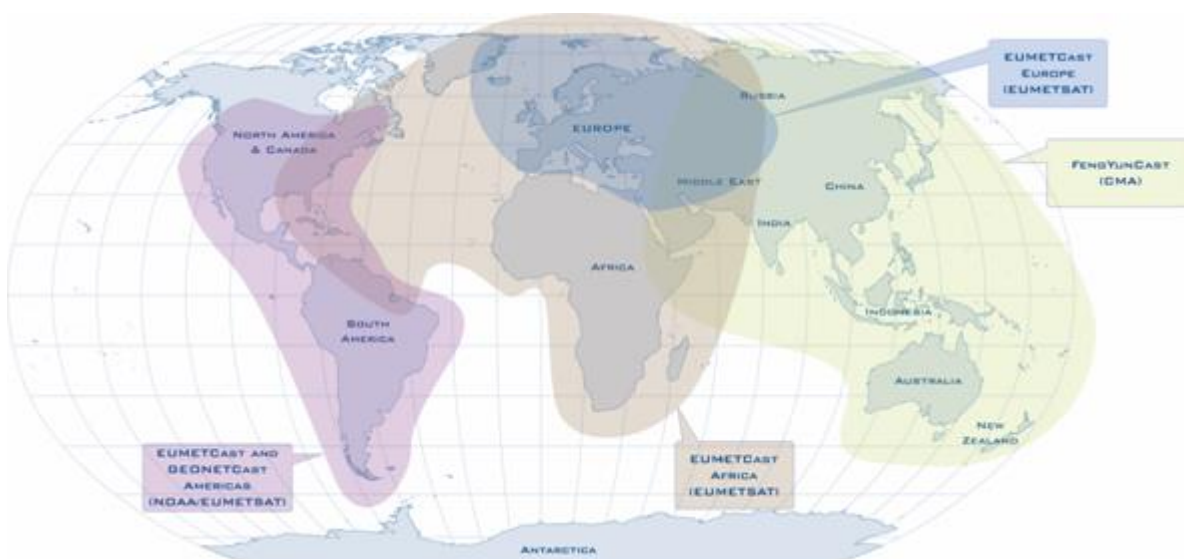 EUMETCast
Europe
(EUMETSAT)
Russia
North America
& Canada
EUROPE
FengYunCast
(CMA)
Middle East
China
India
Africa
Indonesia
South
America
Australia
New
Zealand
EUMETCast and
GEONETCast
Americas
(NOAA/EUMETSAT)
EUMETCast
Africa
(EUMETSAT)
Antarctica